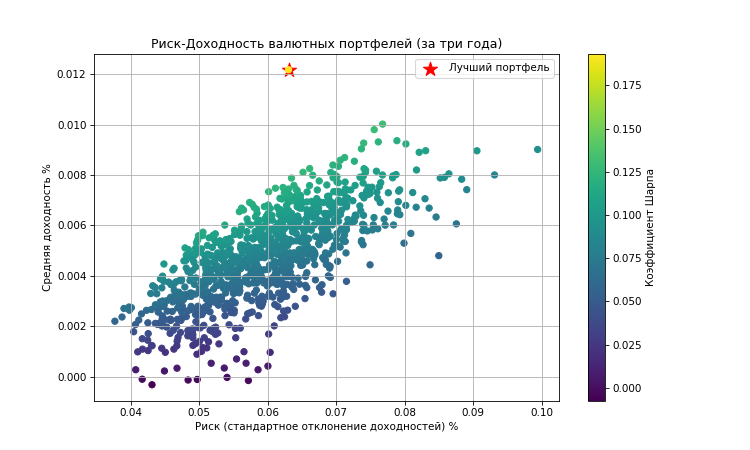 Риск-Доходность валютных портфелей (за три года)
Лучший портфель
Средняя доходность %
0.012
0.010
0.008
0.006
0.004
0.002
0.000
0.04 0.05 0.06 0.07 0.08 0.09 0.10
Риск (стандартное отклонение доходностей) %
0.175
0.150
0.125
0.100
0.075
0.050
0.025
0.000
Коэффициент Шарпа